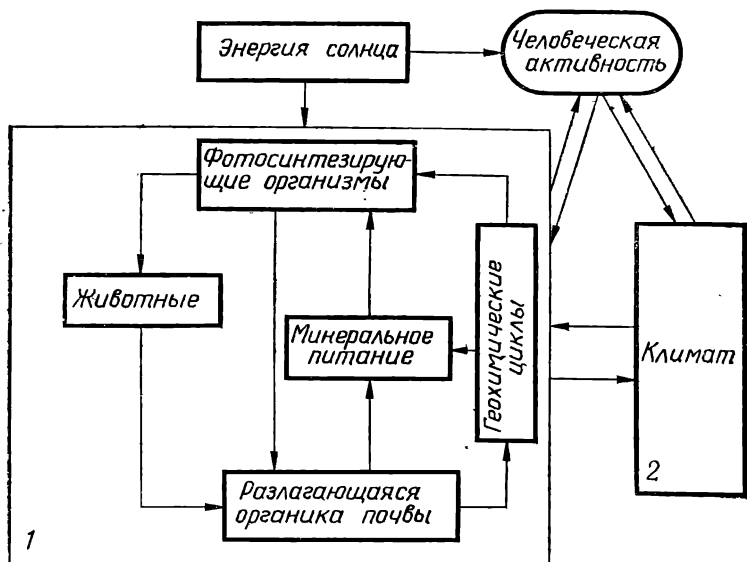 Энергия солнца
Человеческая
активность
Фотосинтезирую-
щие организмы
Животные
Минеральное
питание
Геохимические
циклы
Климат
Разлагающаяся
органика почвы
1
2